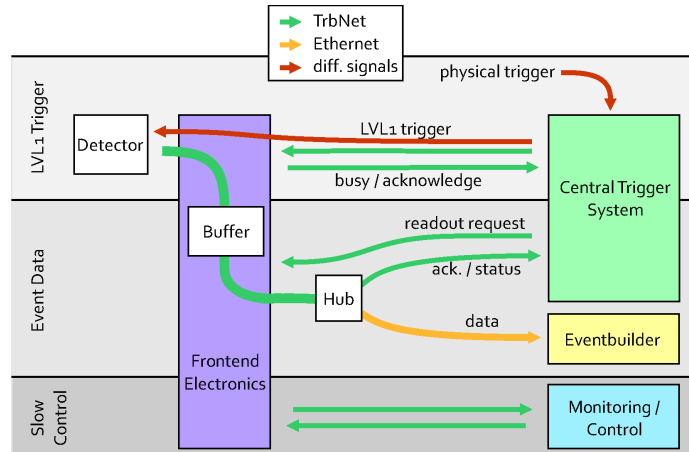 TrbNet
Ethernet
diff. signals
physical trigger
LVL1 Trigger
Detector
LVL1 trigger
busy / acknowledge
Central Trigger
System
Event Data
Buffer
readout request
ack. / status
Hub
data
Eventbuilder
Frontend
Electronics
Slow
Control
Monitoring /
Control